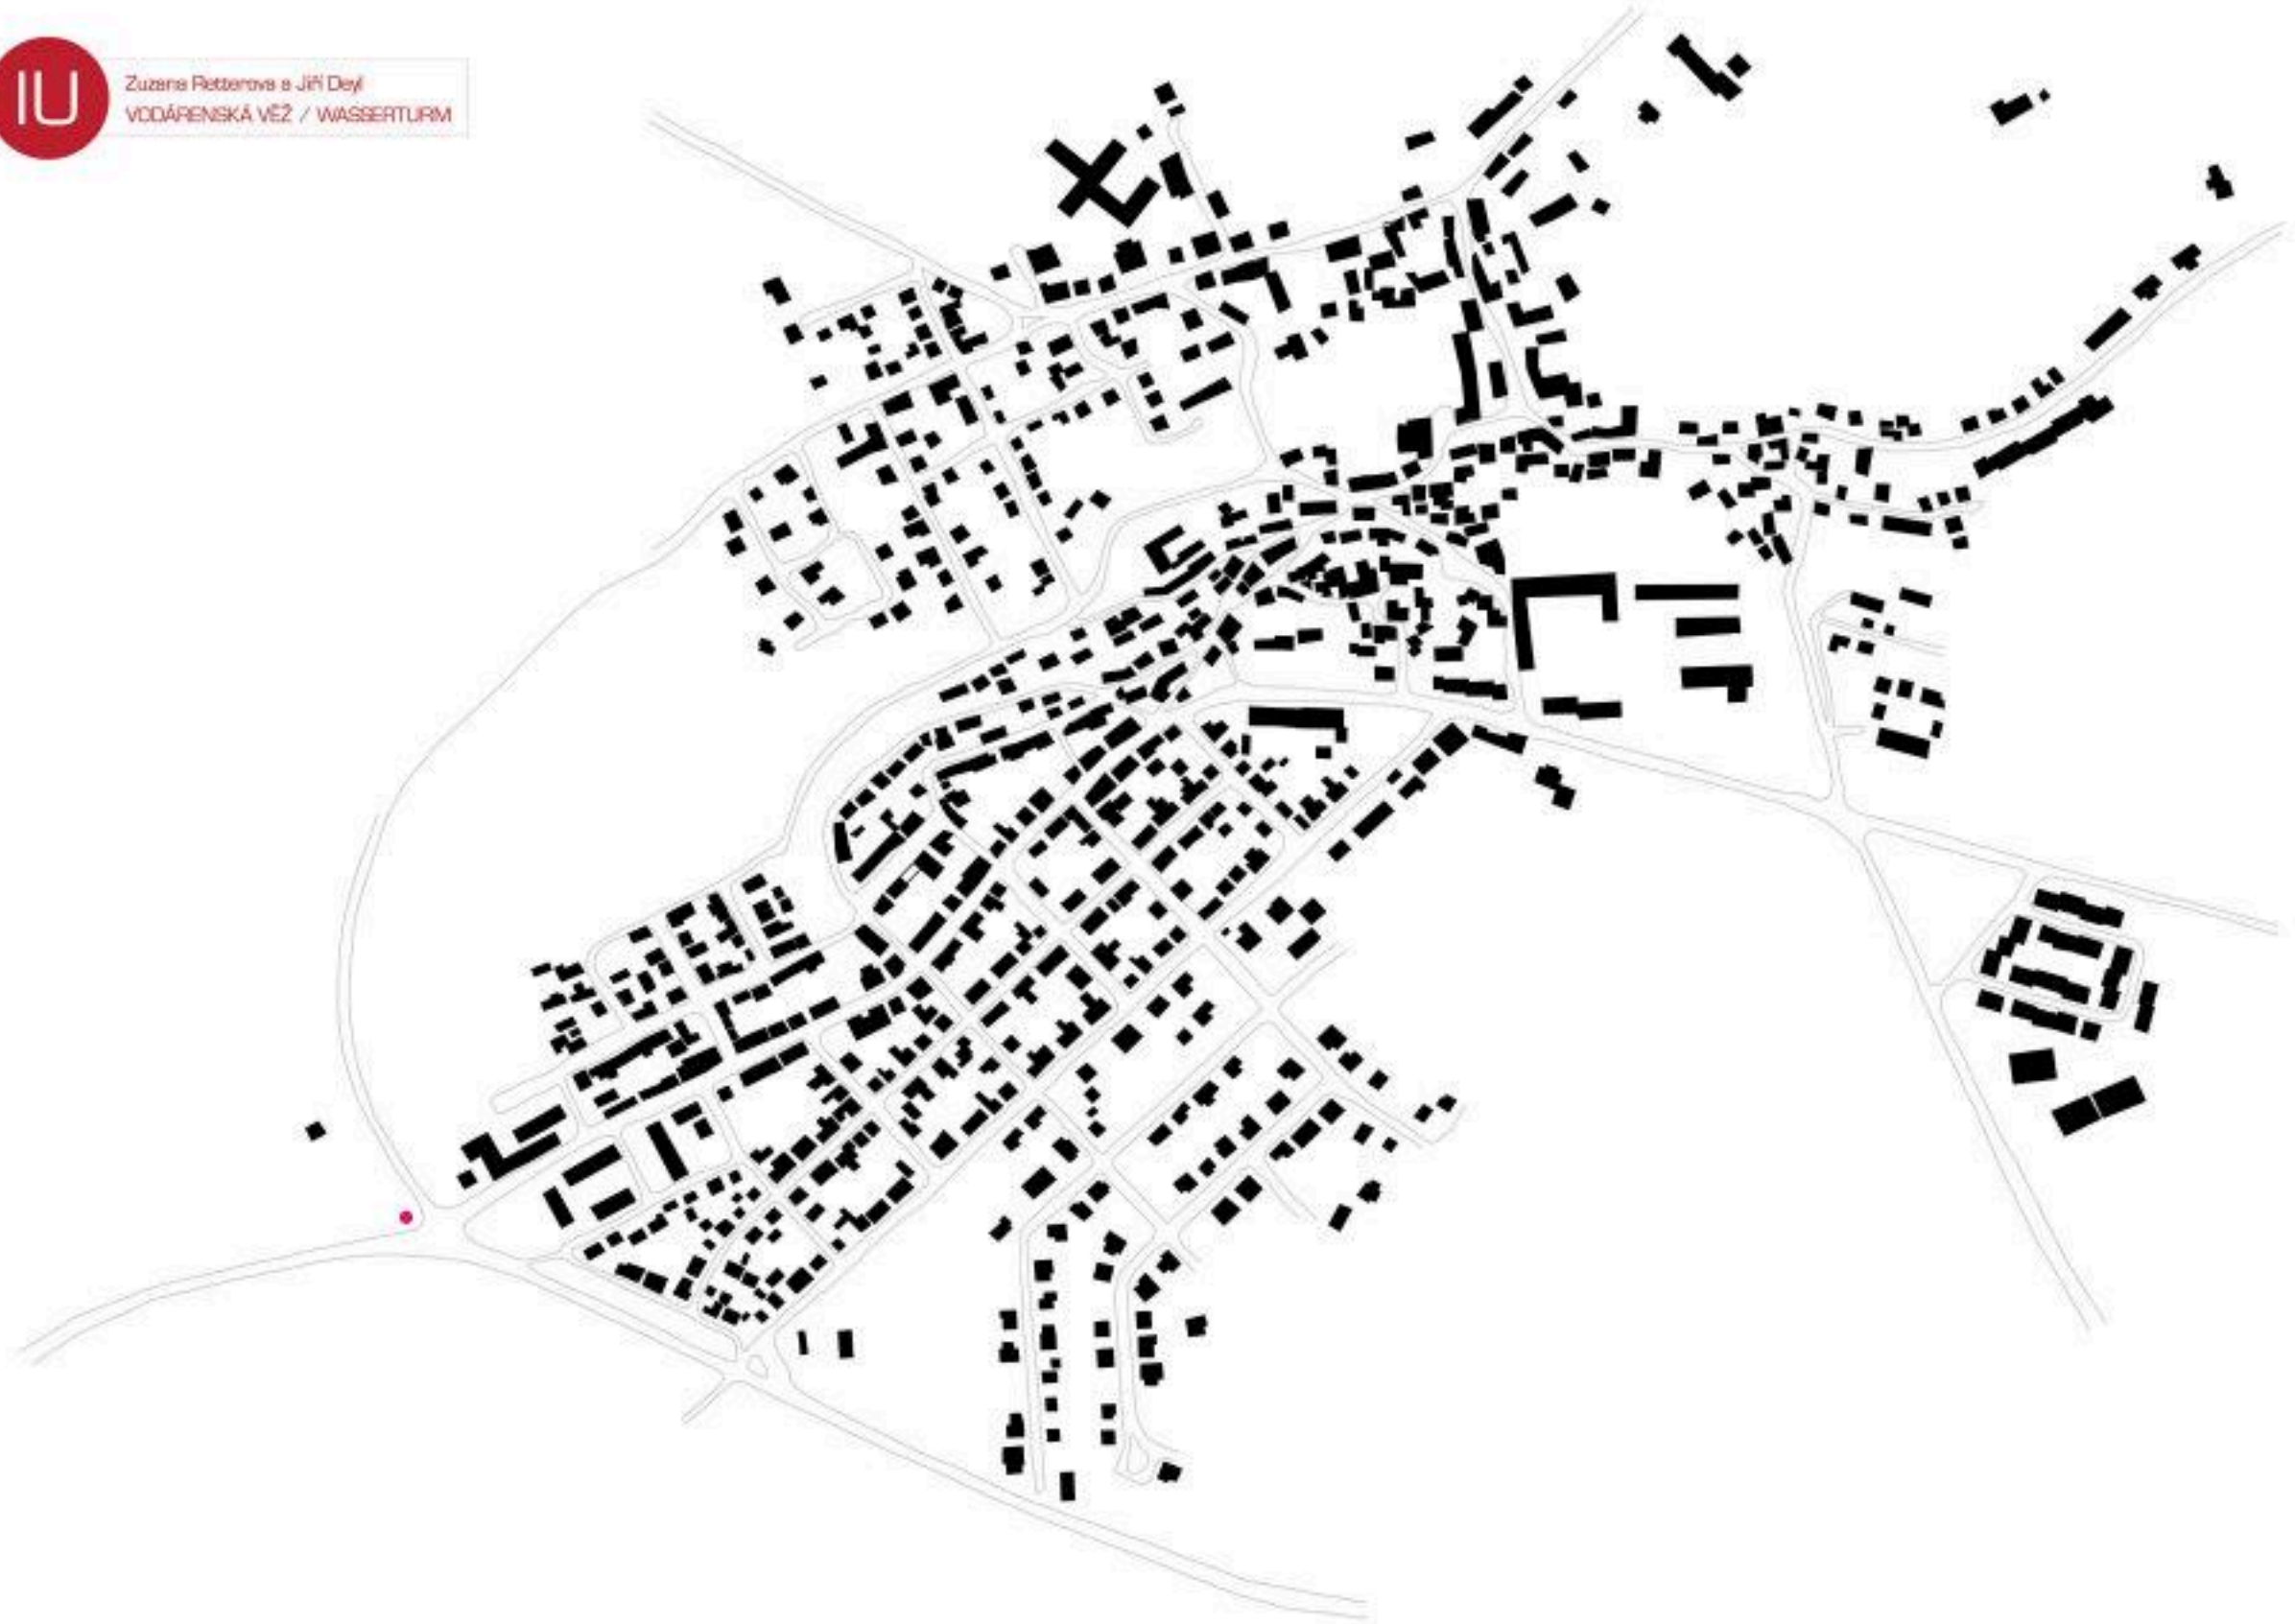 IU
Zuzana Retterova a Jiří Deyl
VODÁRENSKÁ VĚŽ / WASSERTURM